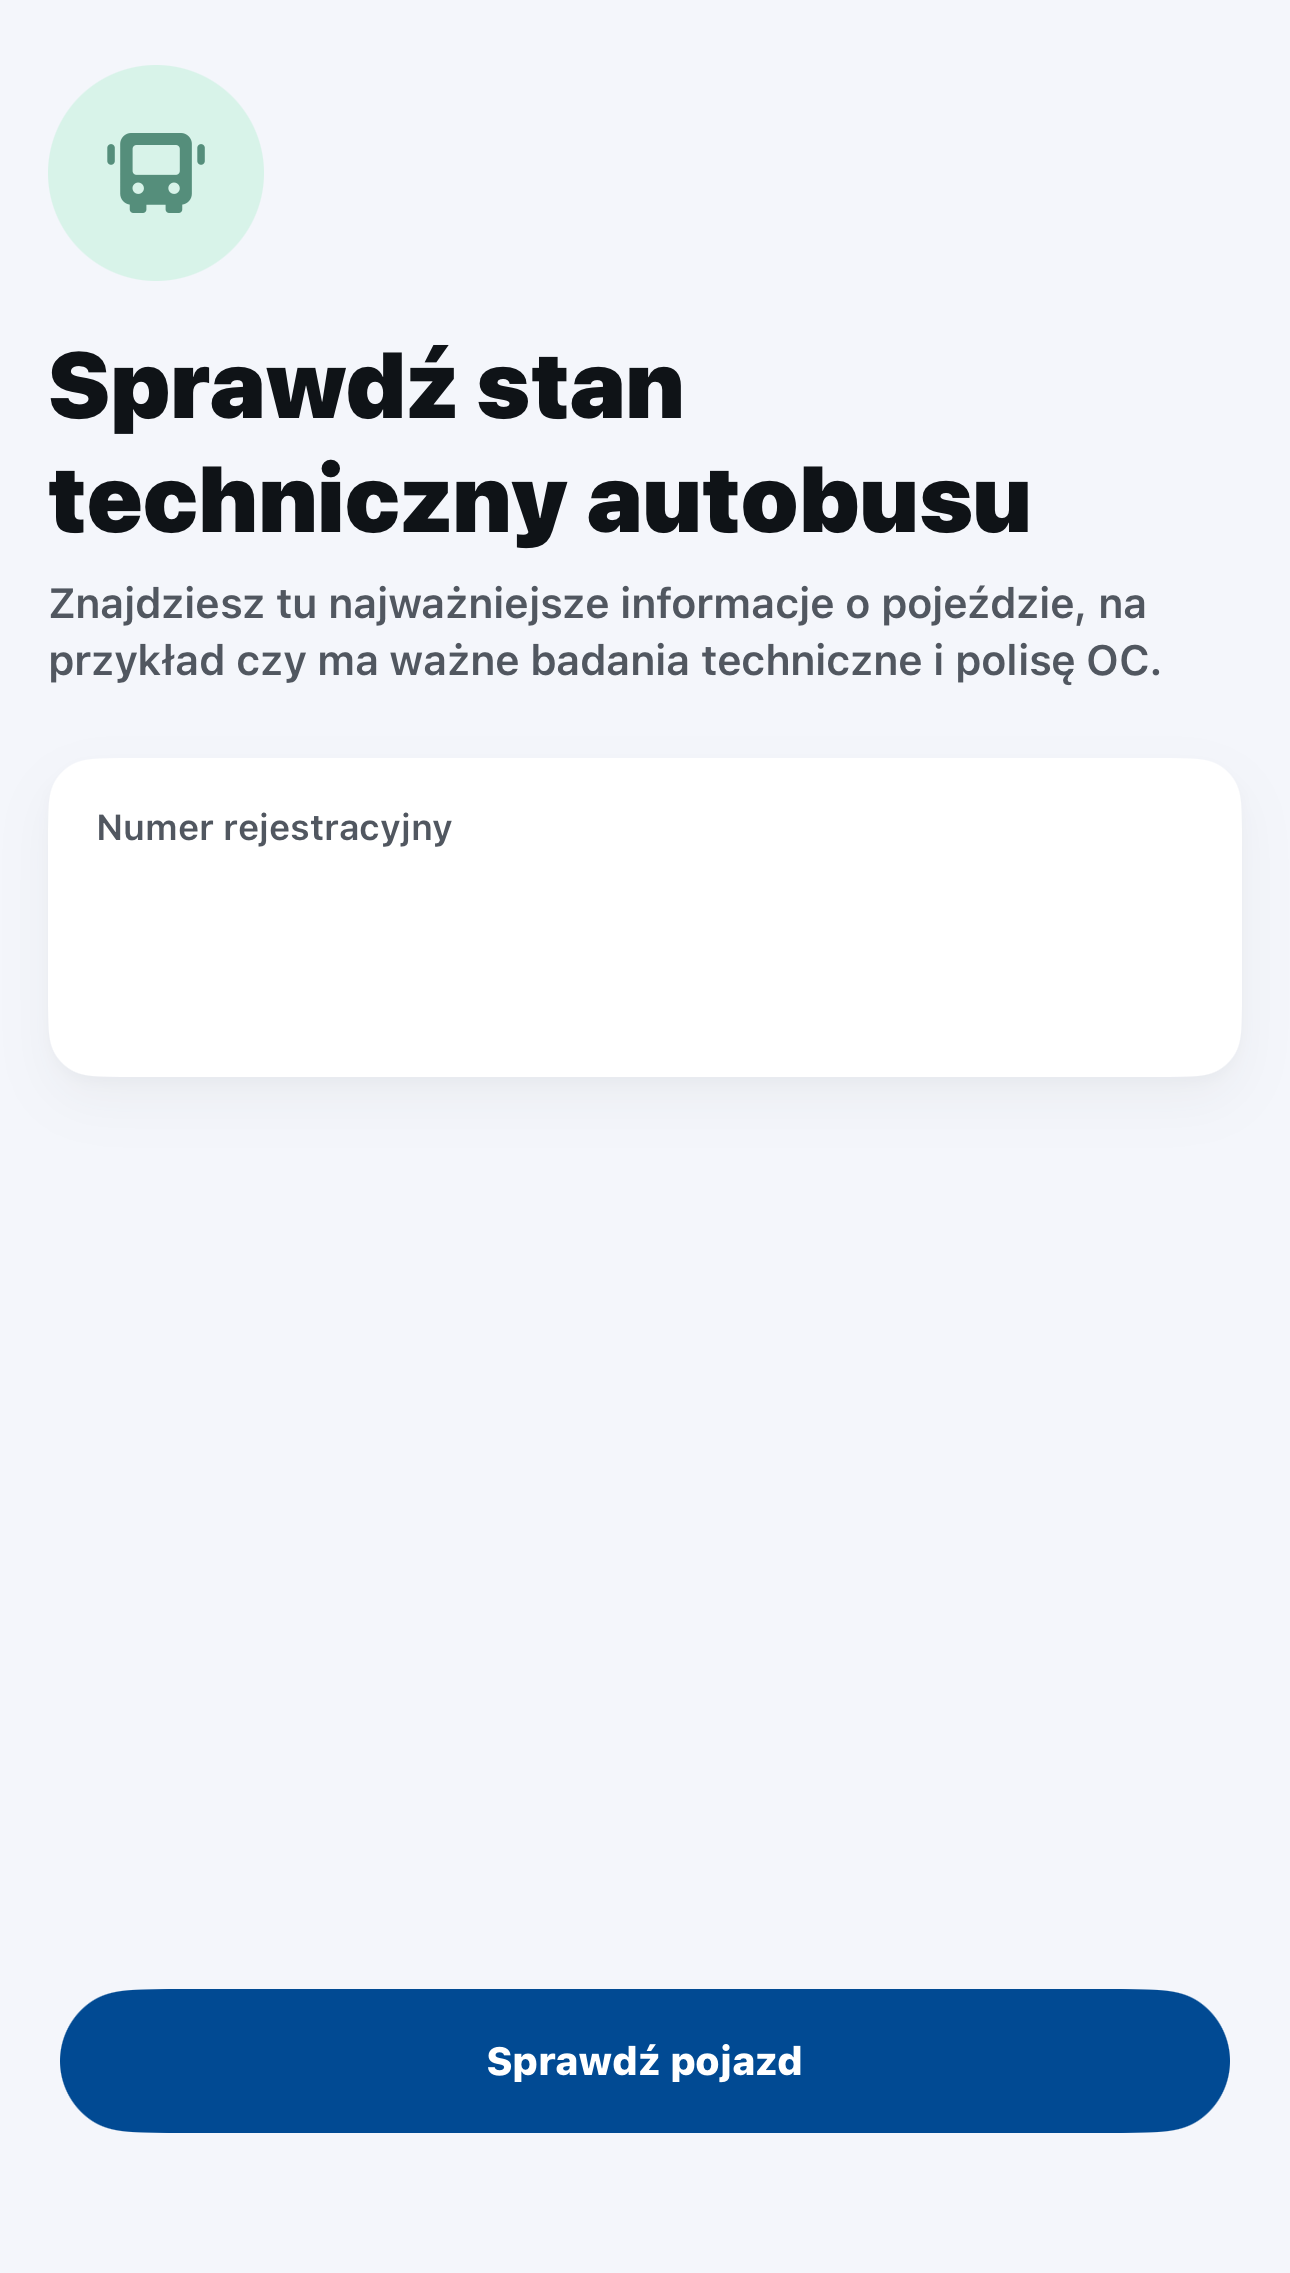 Sprawdź stan
techniczny autobusu
Znajdziesz tu najważniejsze informacje o pojeździe, na
przykład czy ma ważne badania techniczne i polisę OC.
Numer rejestracyjny
Sprawdź pojazd